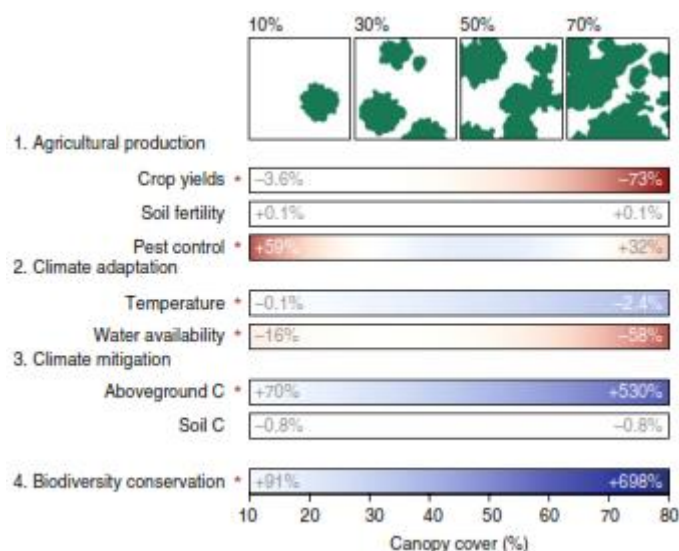 10% 30% 50% 70%
1. Agricultural production
Crop yields * –3.6% –73%
Soil fertility +0.1% +0.1%
Pest control * +59% +32%
2. Climate adaptation
Temperature * –0.1% –2.4%
Water availability * –16% –58%
3. Climate mitigation
Aboveground C * +70% +530%
Soil C –0.8% –0.8%
4. Biodiversity conservation * +91% +698%
10 20 30 40 50 60 70 80
Canopy cover (%)